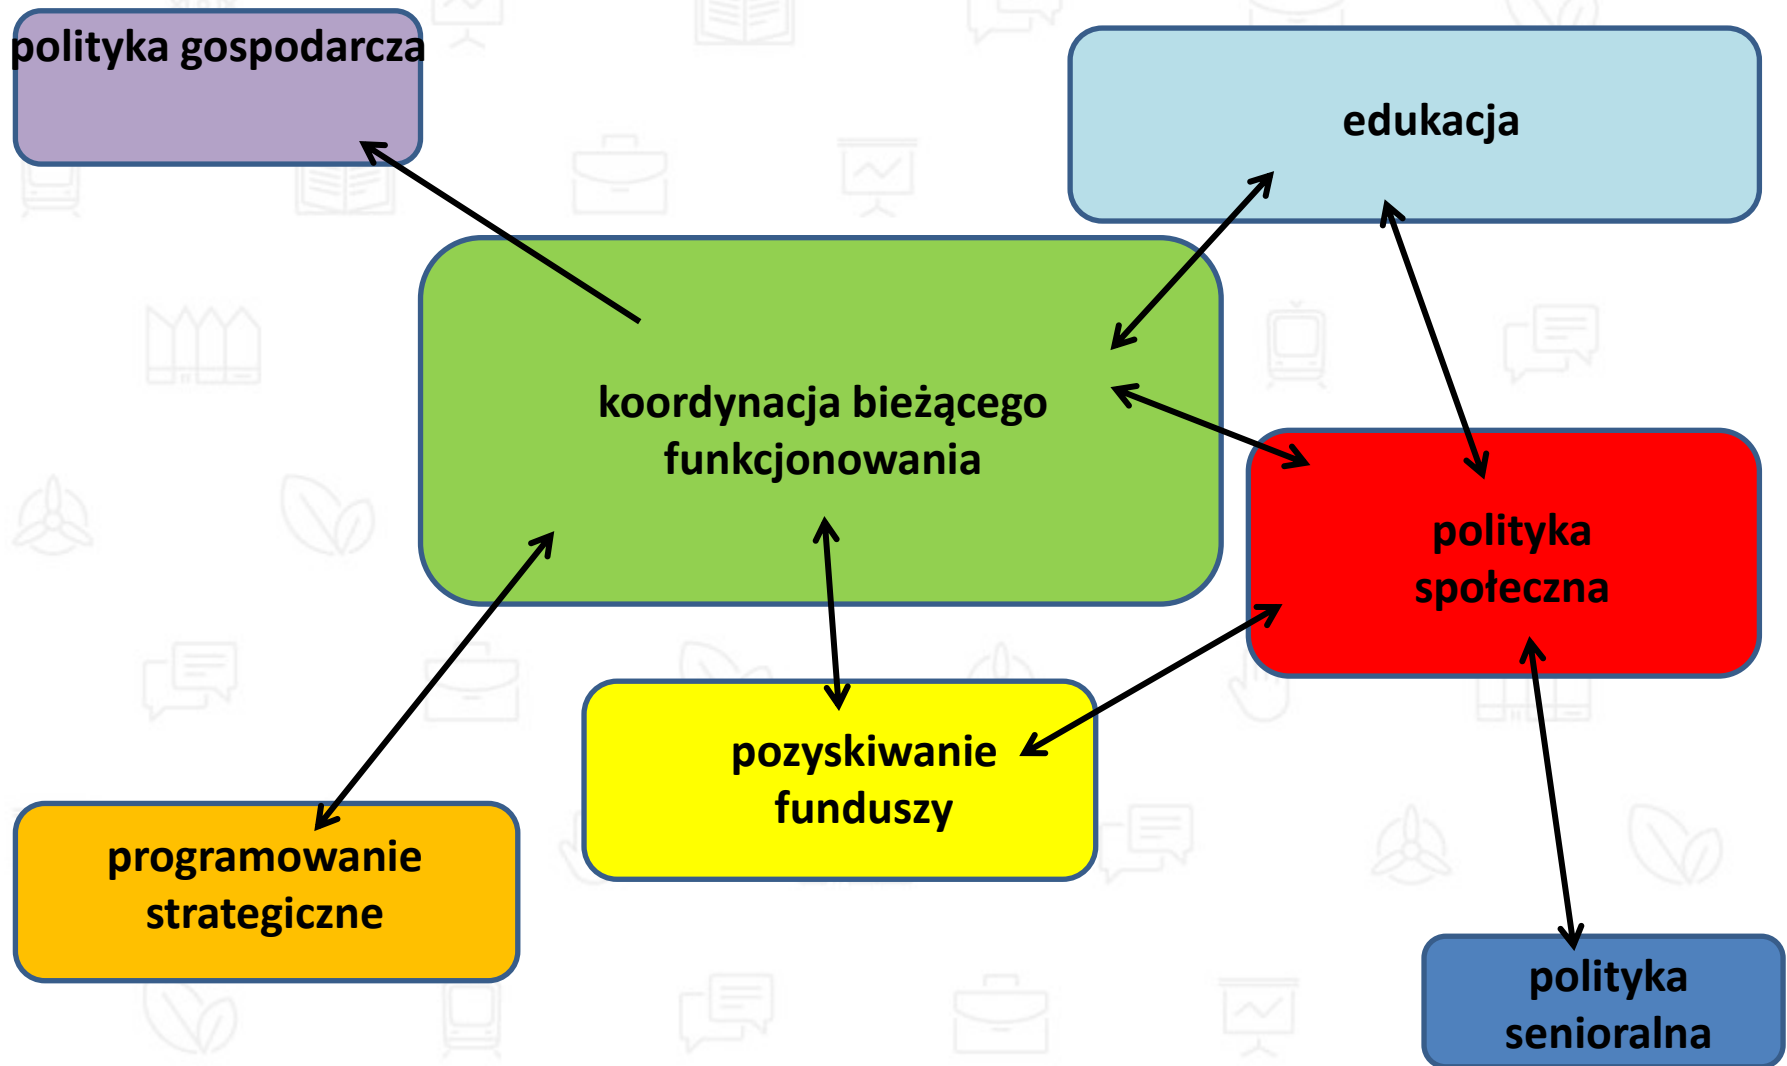 polityka gospodarcza
edukacja
koordynacja bieżącego
funkcjonowania
polityka
społeczna
pozyskiwanie
funduszy
programowanie
strategiczne
polityka
senioralna